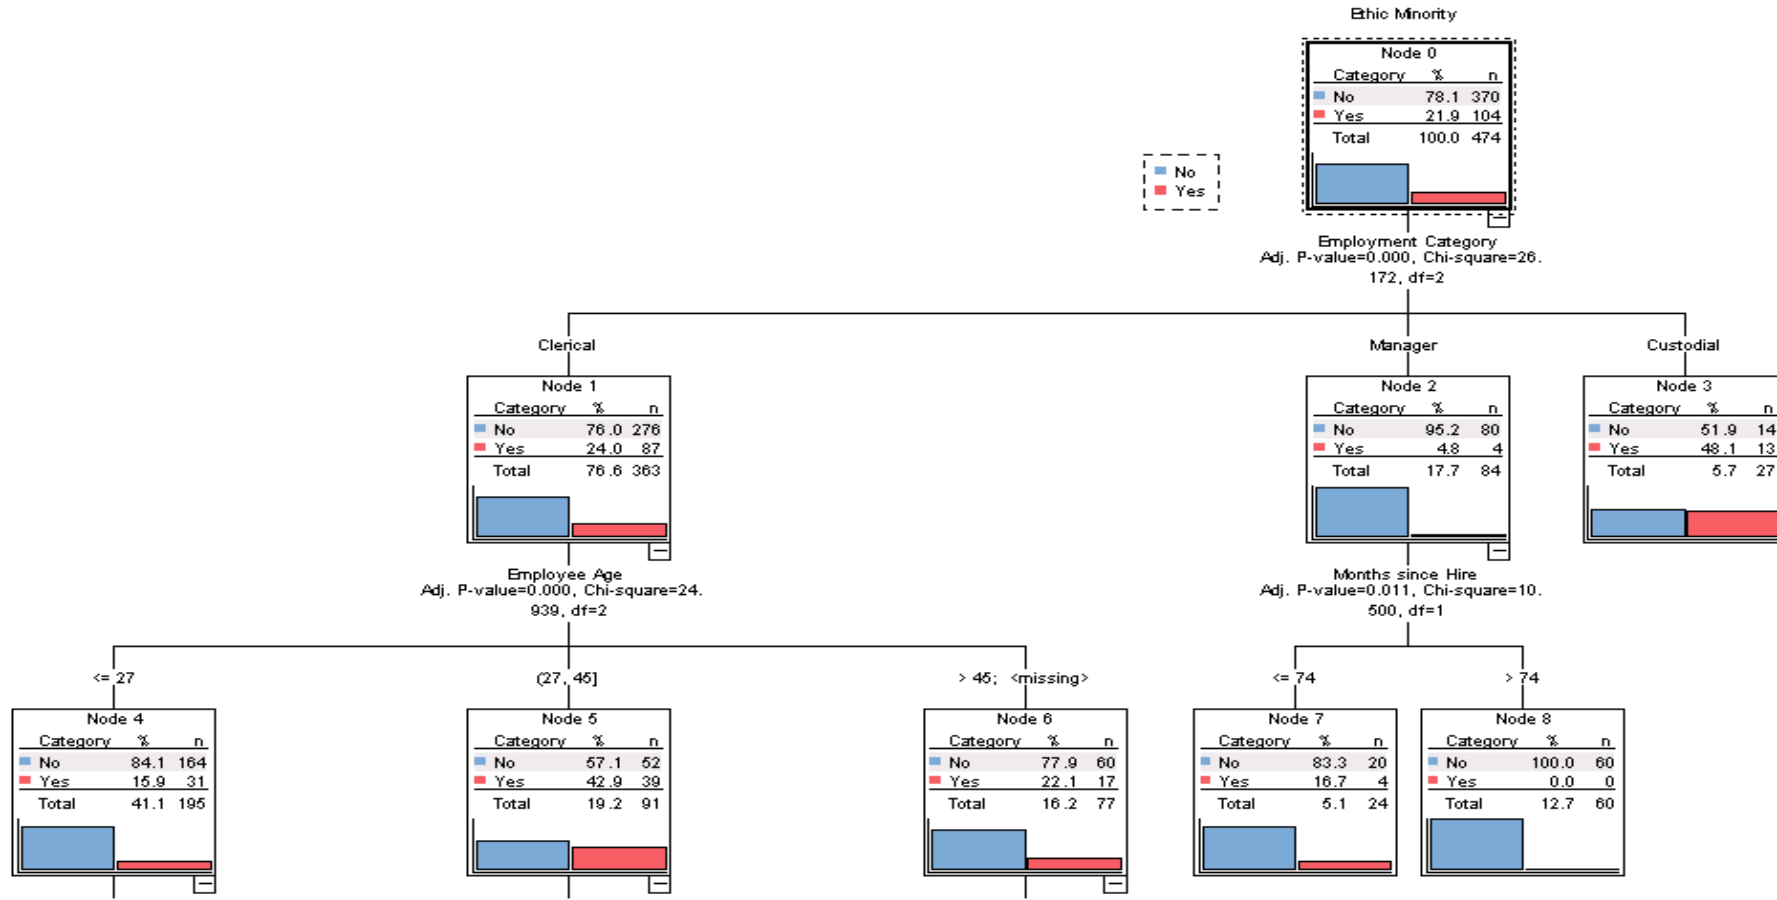 Ethic Minority
Node 0
Category % n
No 78.1 370
Yes 21.9 104
Total 100.0 474
No
Yes
Employment Category
Adj. P-value=0.000, Chi-square=26.
172, df=2
Clerical
Manager
Custodial
Node 1
Category % n
No 76.0 276
Yes 24.0 87
Total 76.6 363
Node 2
Category % n
No 95.2 80
Yes 4.8 4
Total 17.7 84
Node 3
Category % n
No 51.9 14
Yes 48.1 13
Total 5.7 27
Employee Age
Adj. P-value=0.000, Chi-square=24.
939, df=2
Months since Hire
Adj. P-value=0.011, Chi-square=10.
500, df=1
<= 27
(27, 45]
> 45; <missing>
<= 74
> 74
Node 4
Category % n
No 84.1 164
Yes 15.9 31
Total 41.1 195
Node 5
Category % n
No 57.1 52
Yes 42.9 39
Total 19.2 91
Node 6
Category % n
No 77.9 60
Yes 22.1 17
Total 16.2 77
Node 7
Category % n
No 83.3 20
Yes 16.7 4
Total 5.1 24
Node 8
Category % n
No 100.0 60
Yes 0.0 0
Total 12.7 60